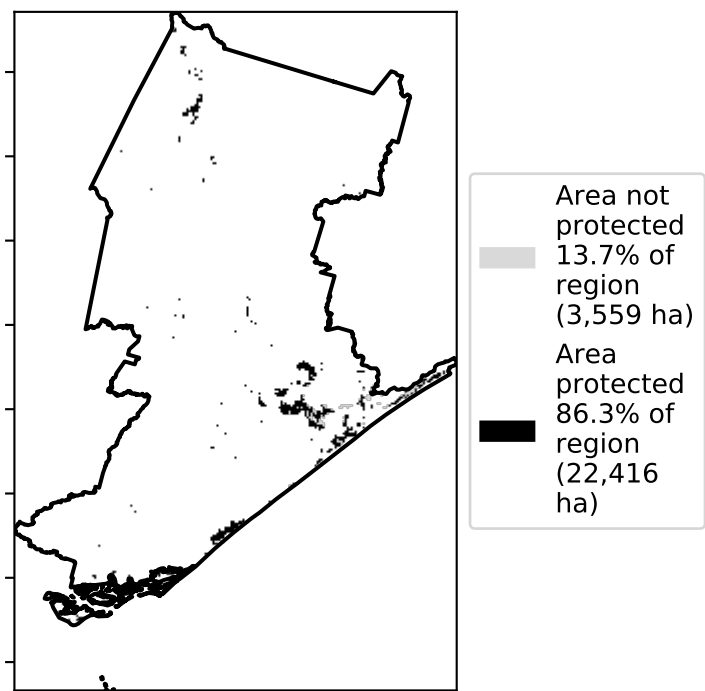 Area not
protected
13.7% of
region
(3,559 ha)
Area
protected
86.3% of
region
(22,416
ha)